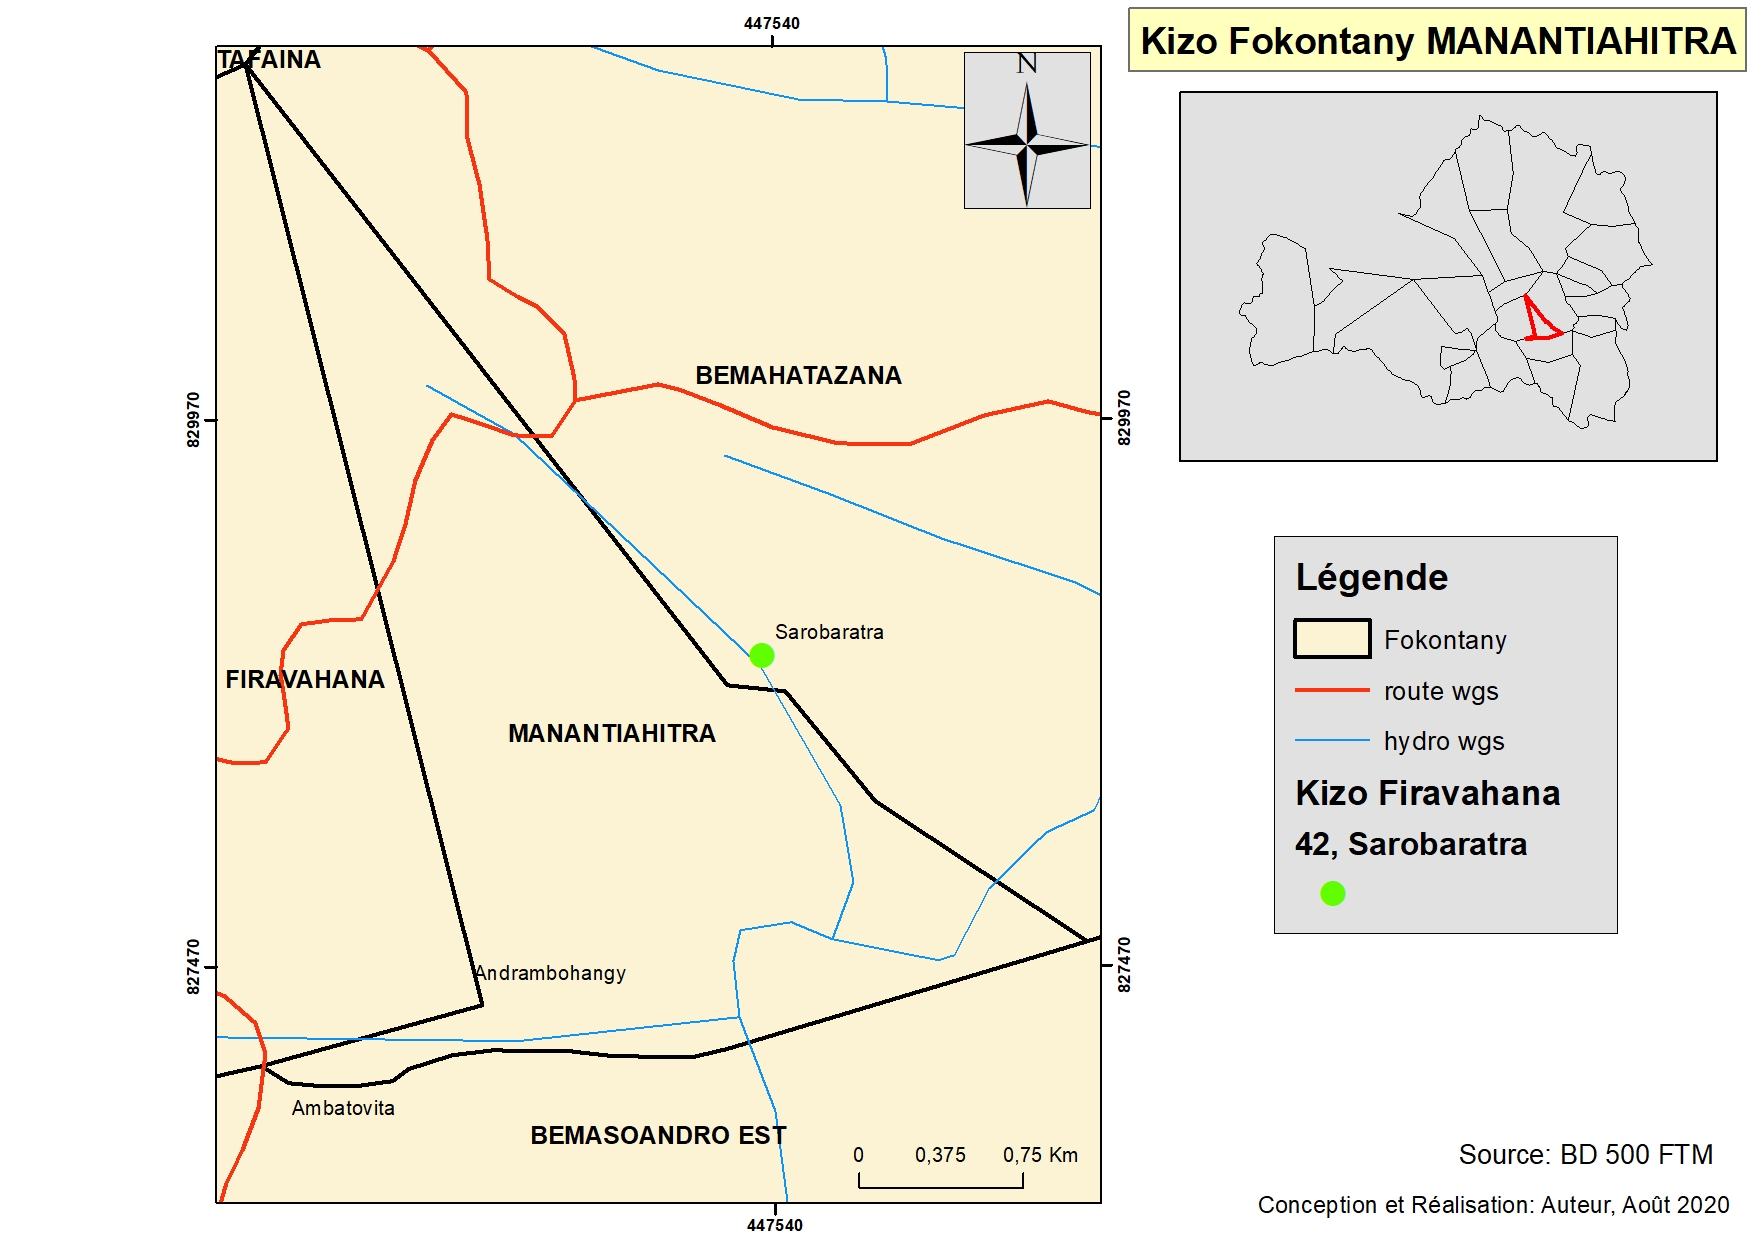 447540
Kizo Fokontany MANANTIAHITRA
TAFAINA
N
BEMAHATAZANA
829970
829970
Légende
Sarobaratra
Fokontany
FIRAVAHANA
route wgs
MANANTIAHITRA
hydro wgs
Kizo Firavahana
42, Sarobaratra
827470
827470
Andrambohangy
Ambatovita
BEMASOANDRO EST
0 0,375 0,75 Km
Source: BD 500 FTM
Conception et Réalisation: Auteur, Août 2020
447540